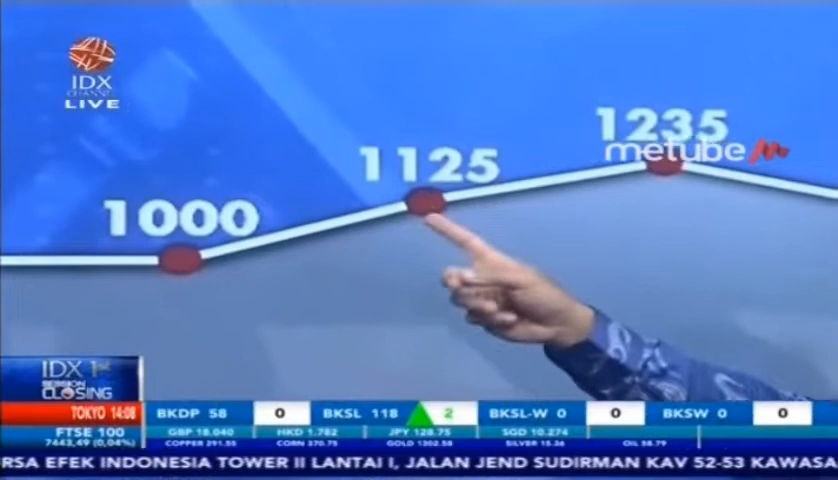 IDX
CHANNEL
LIVE
1000
1125
1235
metube
IDX 1st
SESSION
CLOSING
TOKYO 14:08
BKDP 58 0 BKSL 118 2 BKSL-W 0 0 BKSW 0 0
FTSE 100
7443,49 (0,04%)
GBP 18.040 HKD 1.782 JPY 128.75 SGD 10.274
COPPER 291.55 CORN 370.75 GOLD 1302.58 SILVER 15.36 OIL 58.79
RSA EFEK INDONESIA TOWER II LANTAI I, JALAN JEND SUDIRMAN KAV 52-53 KAWASA